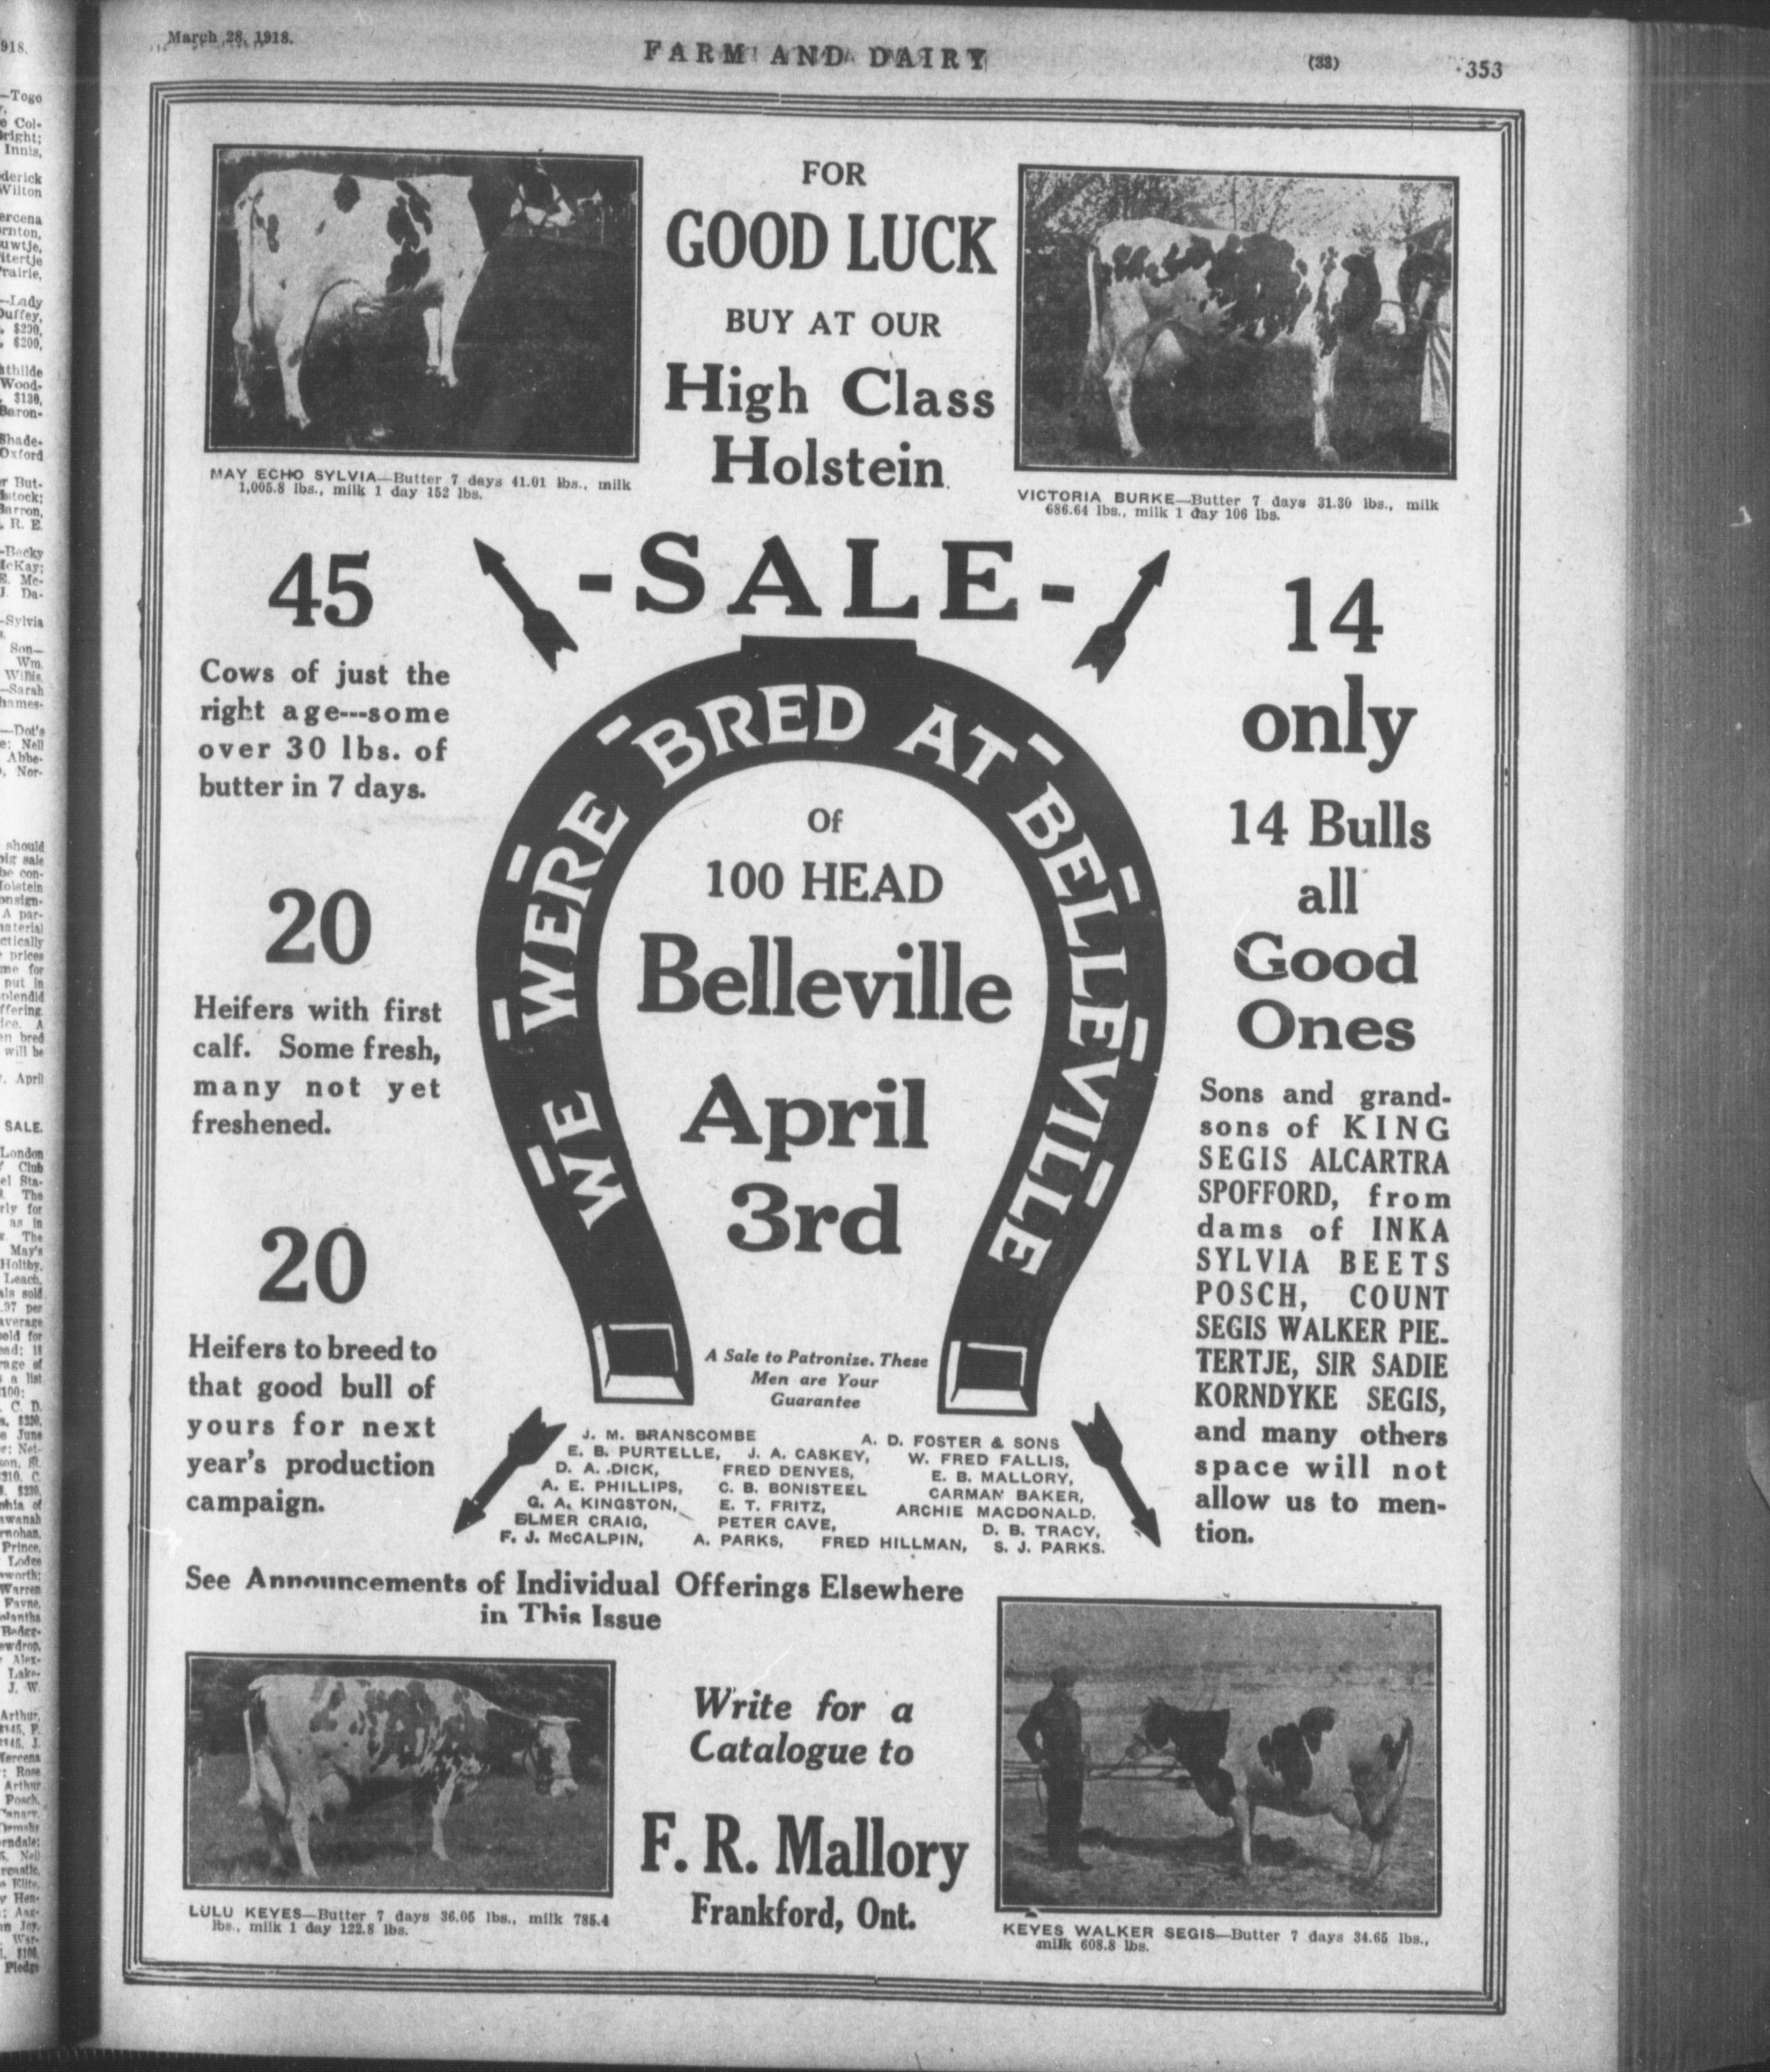 March 28, 1918.
FARM AND DAIRY
(33)
353
FOR
GOOD LUCK
BUY AT OUR
High Class
Holstein
-SALE-
MAY ECHO SYLVIA—Butter 7 days 41.01 lbs., milk
1,005.8 lbs., milk 1 day 152 lbs.
VICTORIA BURKE—Butter 7 days 31.30 lbs., milk
686.64 lbs., milk 1 day 106 lbs.
45
Cows of just the
right age---some
over 30 lbs. of
butter in 7 days.
20
Heifers with first
calf. Some fresh,
many not yet
freshened.
20
Heifers to breed to
that good bull of
yours for next
year's production
campaign.
WE WERE BRED AT BELLEVILLE
Of
100 HEAD
Belleville
April
3rd
A Sale to Patronize. These
Men are Your
Guarantee
J. M. BRANSCOMBE A. D. FOSTER & SONS
E. B. PURTELLE, J. A. CASKEY, W. FRED FALLIS,
D. A. DICK, FRED DENYES, E. B. MALLORY,
A. E. PHILLIPS, C. B. BONISTEEL CARMAN BAKER,
G. A. KINGSTON, E. T. FRITZ, ARCHIE MACDONALD,
ELMER CRAIG, PETER CAVE, D. B. TRACY,
F. J. McCALPIN, A. PARKS, FRED HILLMAN, S. J. PARKS.
14
only
14 Bulls
all
Good
Ones
Sons and grand-
sons of KING
SEGIS ALCARTRA
SPOFFORD, from
dams of INKA
SYLVIA BEETS
POSCH, COUNT
SEGIS WALKER PIE-
TERTJE, SIR SADIE
KORNDYKE SEGIS,
and many others
space will not
allow us to men-
tion.
See Announcements of Individual Offerings Elsewhere
in This Issue
Write for a
Catalogue to
F. R. Mallory
Frankford, Ont.
LULU KEYES—Butter 7 days 36.05 lbs., milk 785.4
lbs., milk 1 day 122.8 lbs.
KEYES WALKER SEGIS—Butter 7 days 34.65 lbs.,
milk 608.8 lbs.